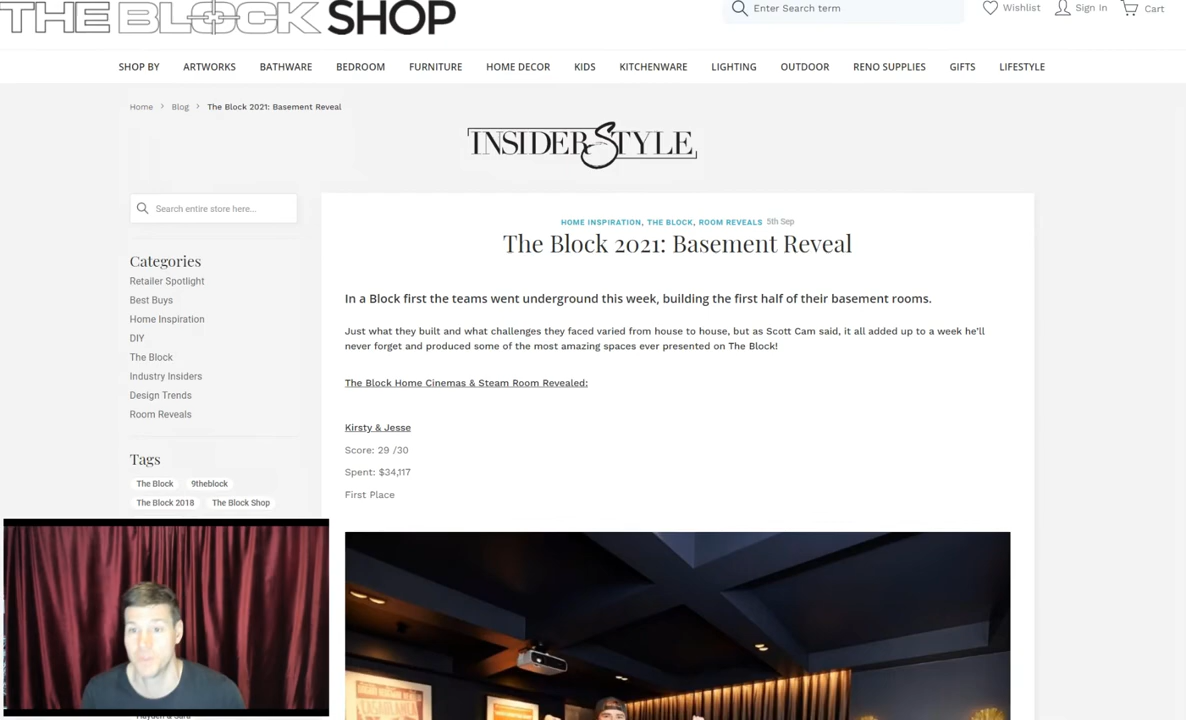 THE BLOCK SHOP
Enter Search term
Wishlist
Sign In
Cart
SHOP BY ARTWORKS BATHWARE BEDROOM FURNITURE HOME DECOR KIDS KITCHENWARE LIGHTING OUTDOOR RENO SUPPLIES GIFTS LIFESTYLE
Home > Blog > The Block 2021: Basement Reveal
INSIDER STYLE
Search entire store here...
Categories
Retailer Spotlight
Best Buys
Home Inspiration
DIY
The Block
Industry Insiders
Design Trends
Room Reveals
Tags
The Block 9theblock
The Block 2018 The Block Shop
Hayden & Sara
HOME INSPIRATION, THE BLOCK, ROOM REVEALS 5th Sep
The Block 2021: Basement Reveal
In a Block first the teams went underground this week, building the first half of their basement rooms.
Just what they built and what challenges they faced varied from house to house, but as Scott Cam said, it all added up to a week he'll
never forget and produced some of the most amazing spaces ever presented on The Block!
The Block Home Cinemas & Steam Room Revealed:
Kirsty & Jesse
Score: 29 /30
Spent: $34,117
First Place
CASABLANCA